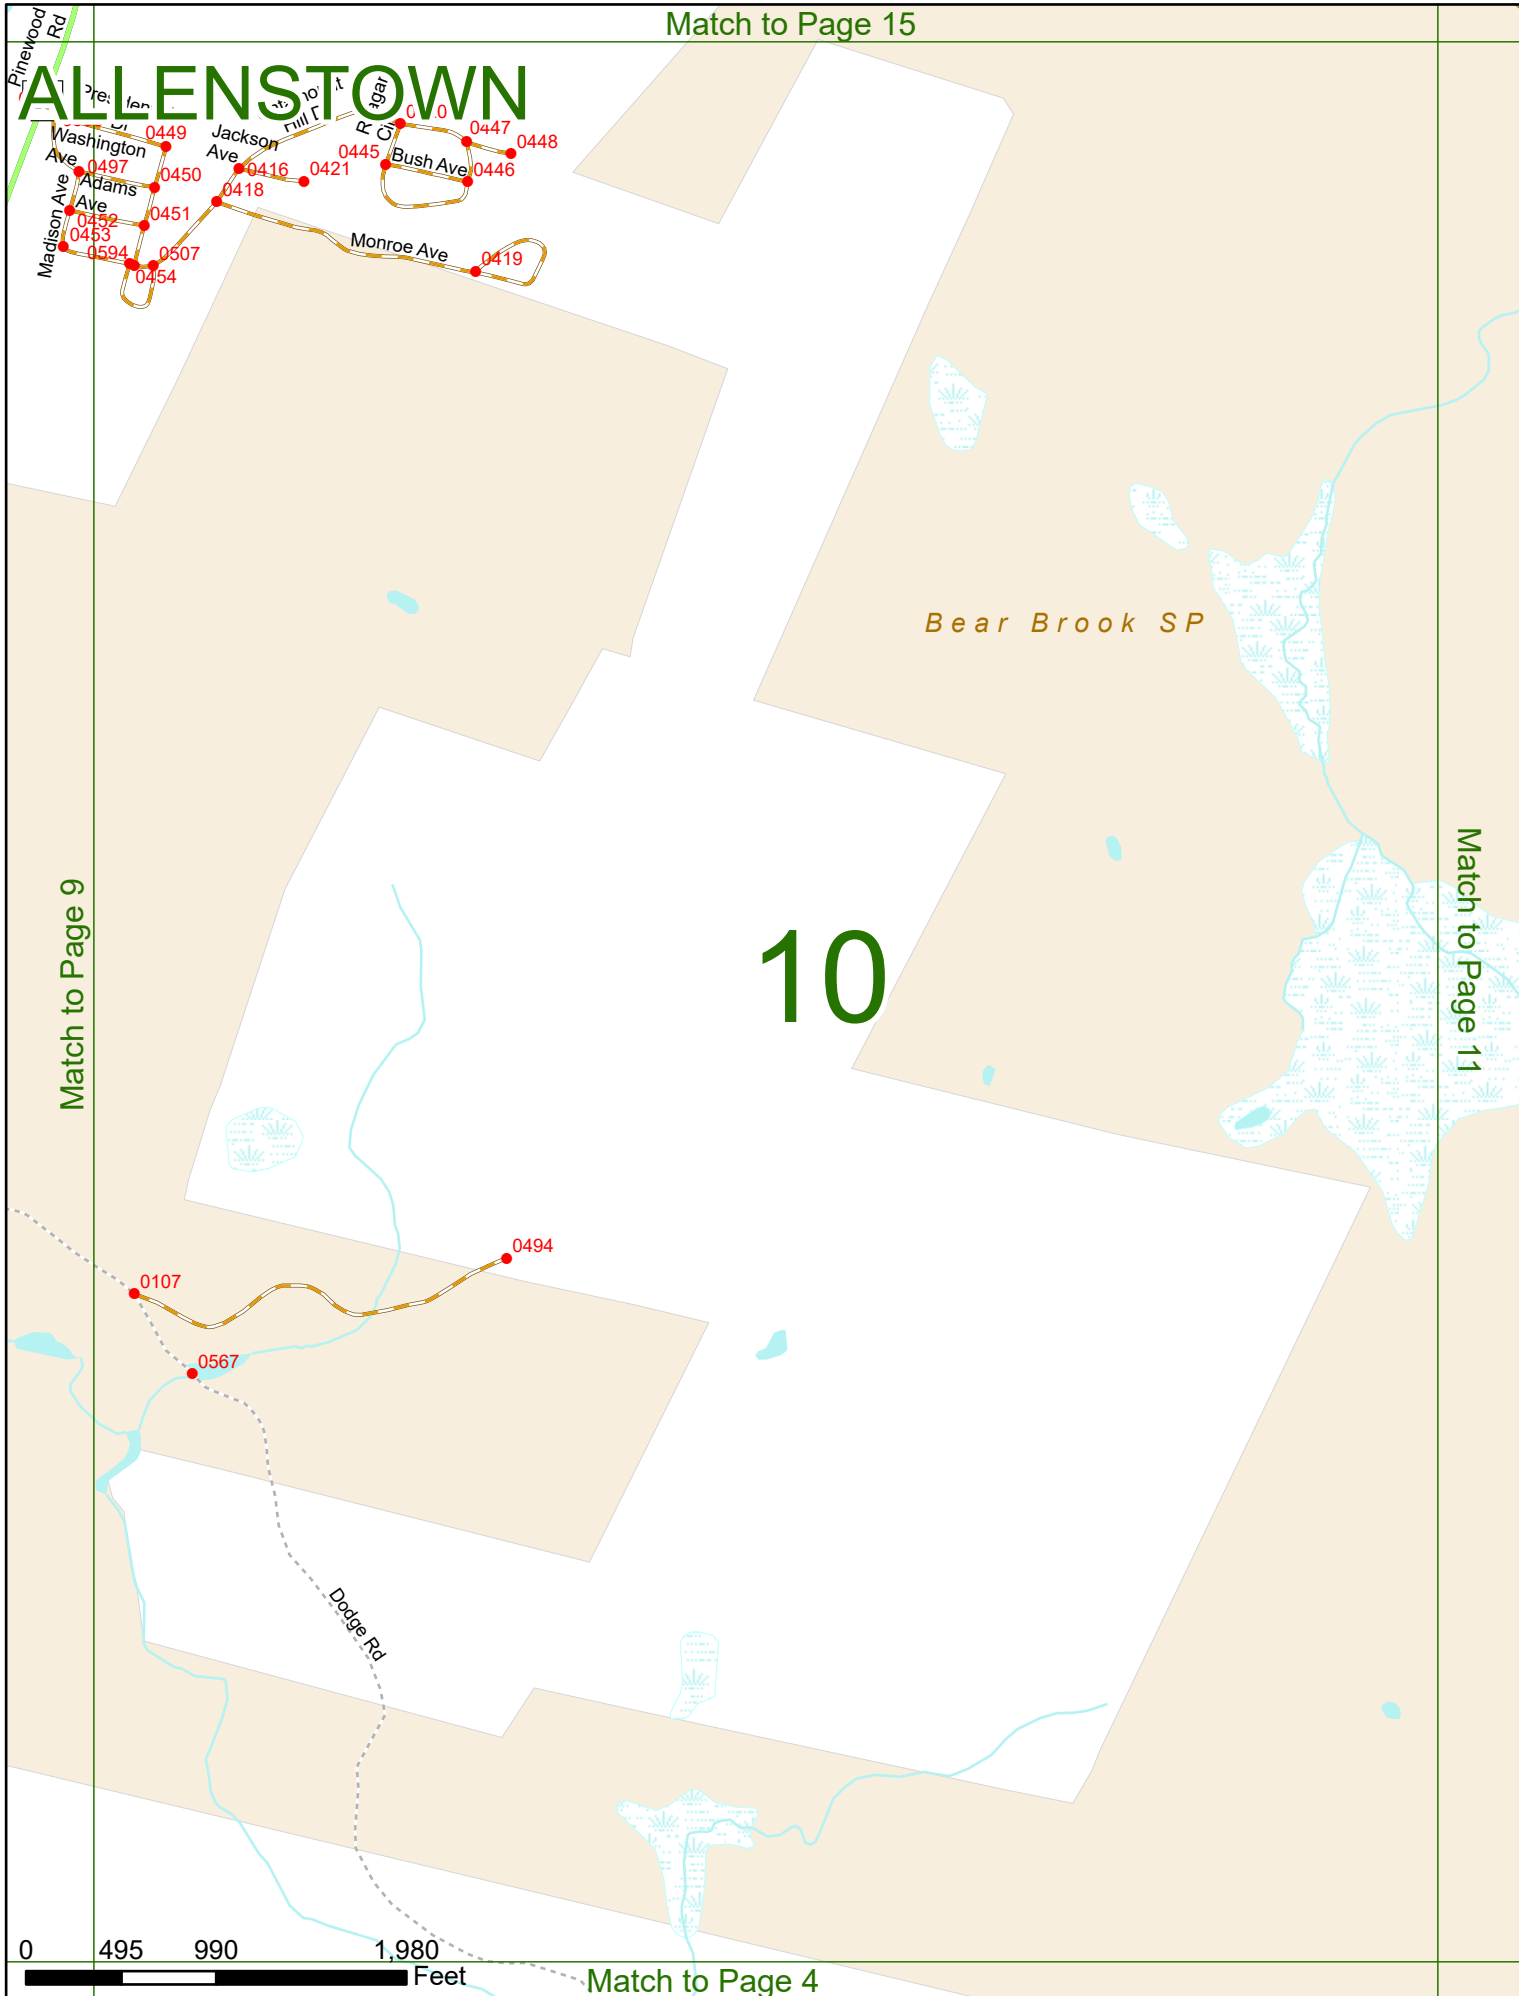 Match to Page 15
Pinewood
Rd
ALLENSTOWN
Washington
Ave
Jackson
Ave
0449
0447
0448
0445
Bush Ave
0446
0497
0450
0416
0421
Adams
Ave
0418
Madison Ave
0452
0451
0453
0594
0507
0454
Monroe Ave
0419
Bear Brook SP
Match to Page 9
10
Match to Page 11
0494
0107
0567
Dodge Rd
0
495
990
1,980
Feet
Match to Page 4